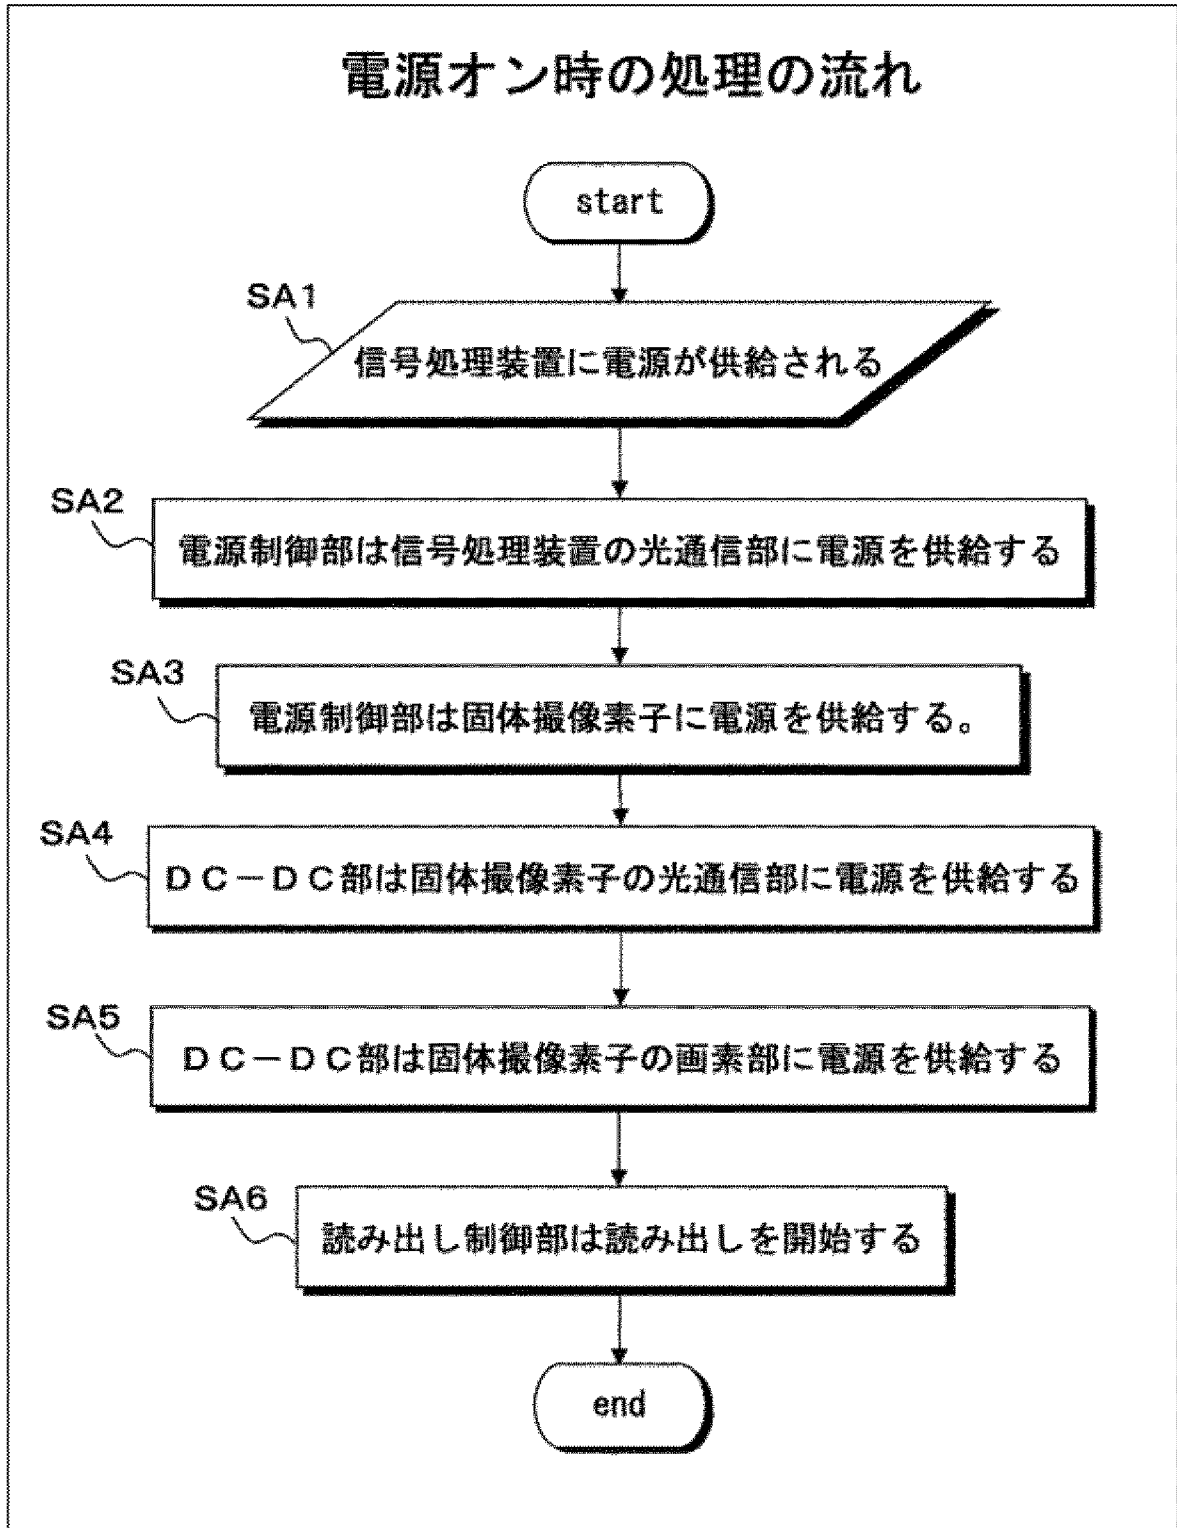 電源オン時の処理の流れ
start
SA1
信号処理装置に電源が供給される
SA2
電源制御部は信号処理装置の光通信部に電源を供給する
SA3
電源制御部は固体撮像素子に電源を供給する。
SA4
ＤＣ－ＤＣ部は固体撮像素子の光通信部に電源を供給する
SA5
ＤＣ－ＤＣ部は固体撮像素子の画素部に電源を供給する
SA6
読み出し制御部は読み出しを開始する
end